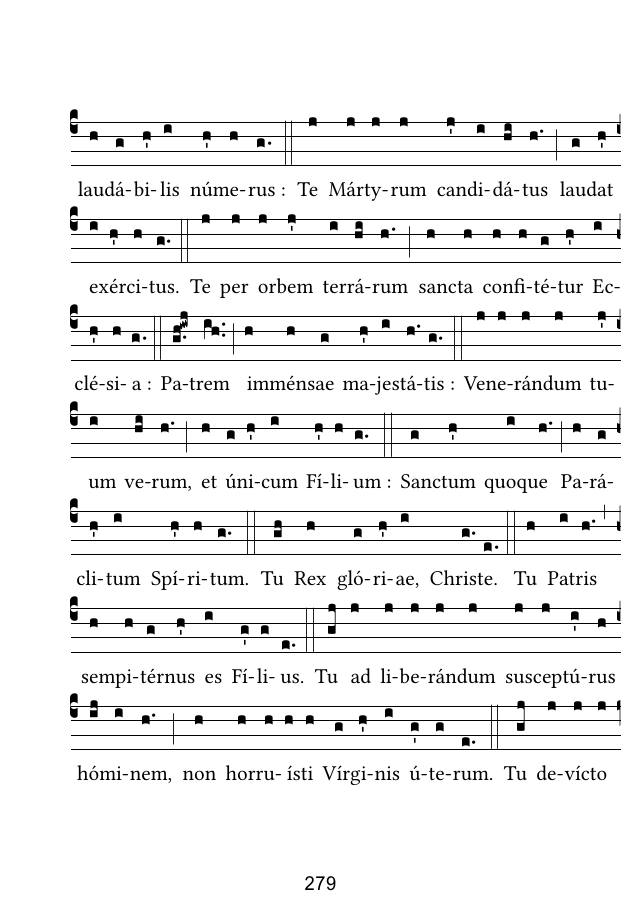 laudá-bi-lis núme-rus : Te Márty-rum candi-dá-tus laudat
exérci-tus. Te per orbem terrá-rum sancta confi-té-tur Ec-
clé-si-a : Pa-trem imménsae ma-jestá-tis : Vene-rándum tu-
um ve-rum, et úni-cum Fí-li-um : Sanctum quoque Pa-rá-
cli-tum Spí-ri-tum. Tu Rex gló-ri-ae, Christe. Tu Patris
sempi-térnus es Fí-li-us. Tu ad li-be-rándum susceptú-rus
hómi-nem, non horru-ísti Vírgi-nis ú-te-rum. Tu de-vícto
279